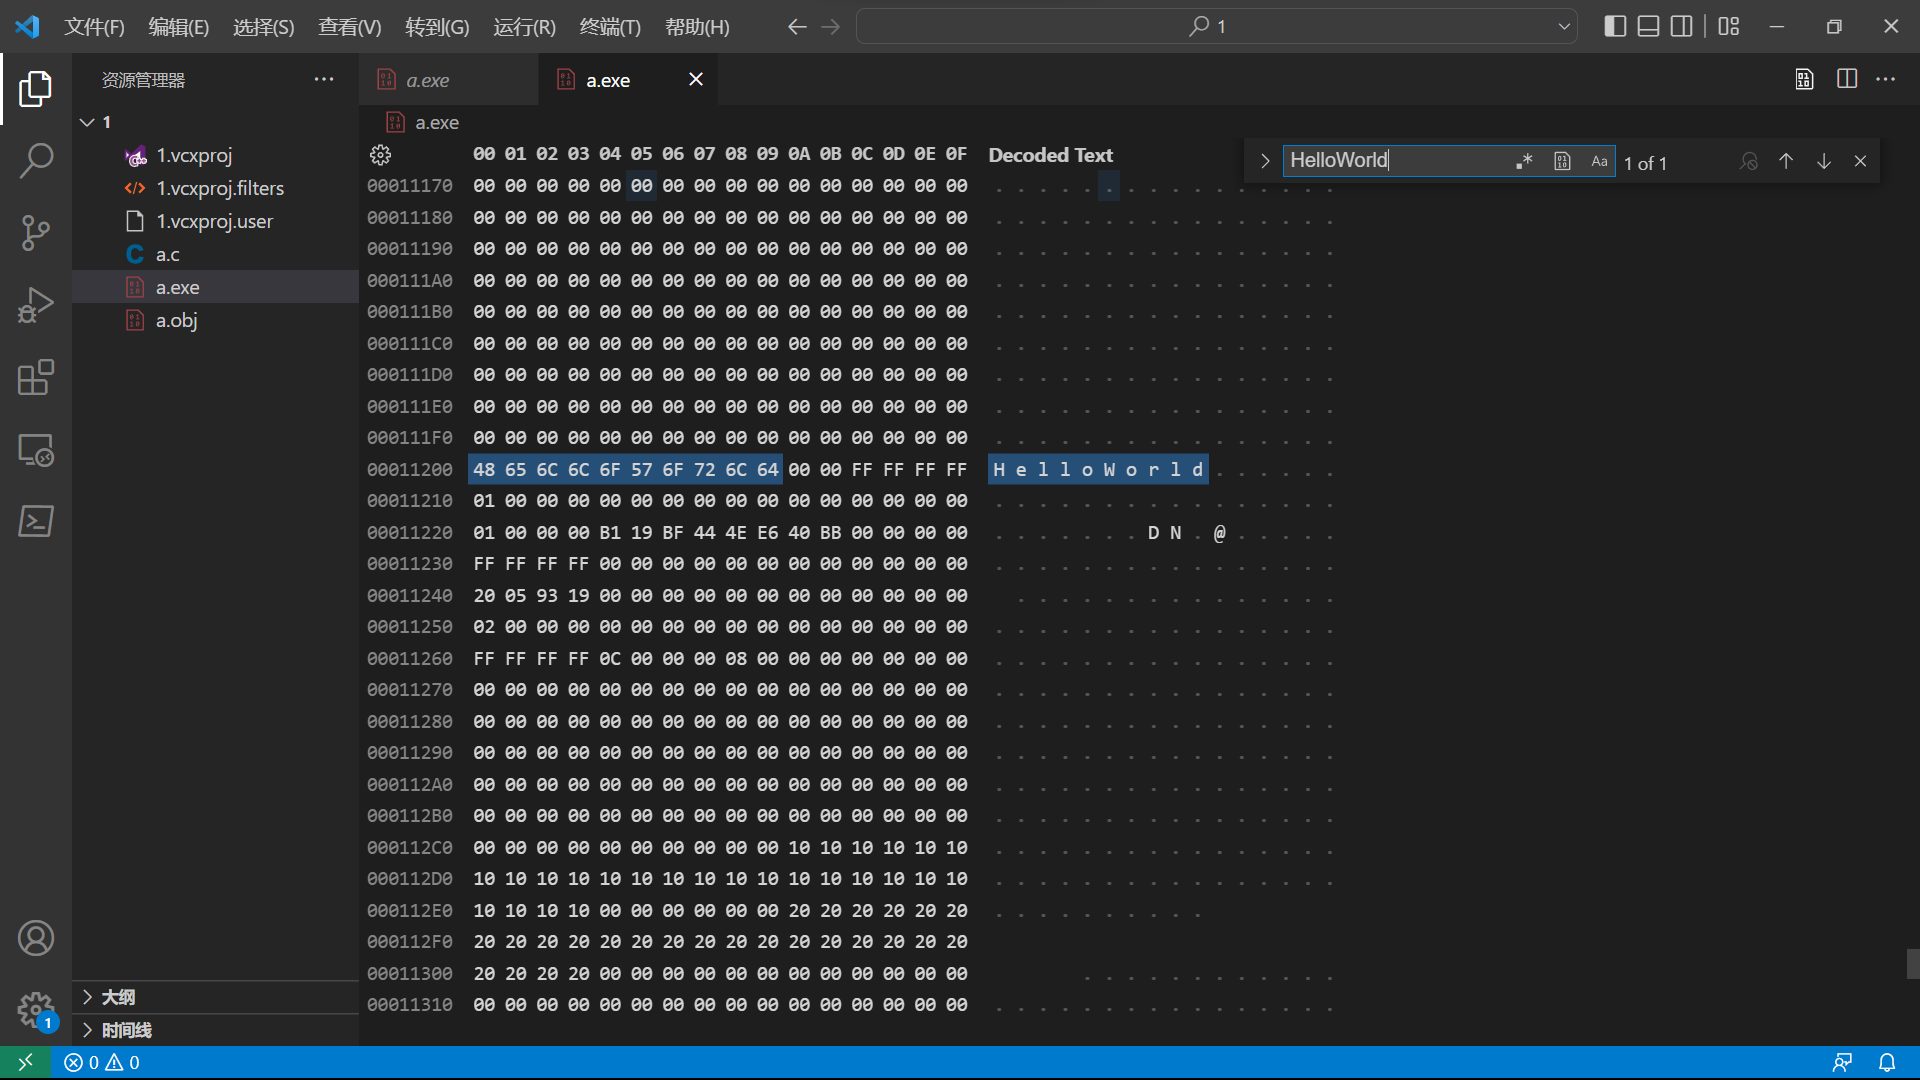 文件(F) 编辑(E) 选择(S) 查看(V) 转到(G) 运行(R) 终端(T) 帮助(H) 1
资源管理器
1
1.vcxproj
1.vcxproj.filters
1.vcxproj.user
a.c
a.exe
a.obj
大纲
时间线
a.exe a.exe
a.exe
HelloWorld Aa 1 of 1
00 01 02 03 04 05 06 07 08 09 0A 0B 0C 0D 0E 0F Decoded Text
00011170 00 00 00 00 00 00 00 00 00 00 00 00 00 00 00 00 . . . . . . . . . . . . . . . .
00011180 00 00 00 00 00 00 00 00 00 00 00 00 00 00 00 00 . . . . . . . . . . . . . . . .
00011190 00 00 00 00 00 00 00 00 00 00 00 00 00 00 00 00 . . . . . . . . . . . . . . . .
000111A0 00 00 00 00 00 00 00 00 00 00 00 00 00 00 00 00 . . . . . . . . . . . . . . . .
000111B0 00 00 00 00 00 00 00 00 00 00 00 00 00 00 00 00 . . . . . . . . . . . . . . . .
000111C0 00 00 00 00 00 00 00 00 00 00 00 00 00 00 00 00 . . . . . . . . . . . . . . . .
000111D0 00 00 00 00 00 00 00 00 00 00 00 00 00 00 00 00 . . . . . . . . . . . . . . . .
000111E0 00 00 00 00 00 00 00 00 00 00 00 00 00 00 00 00 . . . . . . . . . . . . . . . .
000111F0 00 00 00 00 00 00 00 00 00 00 00 00 00 00 00 00 . . . . . . . . . . . . . . . .
00011200 48 65 6C 6C 6F 57 6F 72 6C 64 00 00 FF FF FF FF H e l l o W o r l d . . . . . .
00011210 01 00 00 00 00 00 00 00 00 00 00 00 00 00 00 00 . . . . . . . . . . . . . . . .
00011220 01 00 00 00 B1 19 BF 44 4E E6 40 BB 00 00 00 00 . . . . . . . D N . @ . . . . .
00011230 FF FF FF FF 00 00 00 00 00 00 00 00 00 00 00 00 . . . . . . . . . . . . . . . .
00011240 20 05 93 19 00 00 00 00 00 00 00 00 00 00 00 00 . . . . . . . . . . . . . . .
00011250 02 00 00 00 00 00 00 00 00 00 00 00 00 00 00 00 . . . . . . . . . . . . . . . .
00011260 FF FF FF FF 0C 00 00 00 08 00 00 00 00 00 00 00 . . . . . . . . . . . . . . . .
00011270 00 00 00 00 00 00 00 00 00 00 00 00 00 00 00 00 . . . . . . . . . . . . . . . .
00011280 00 00 00 00 00 00 00 00 00 00 00 00 00 00 00 00 . . . . . . . . . . . . . . . .
00011290 00 00 00 00 00 00 00 00 00 00 00 00 00 00 00 00 . . . . . . . . . . . . . . . .
000112A0 00 00 00 00 00 00 00 00 00 00 00 00 00 00 00 00 . . . . . . . . . . . . . . . .
000112B0 00 00 00 00 00 00 00 00 00 00 00 00 00 00 00 00 . . . . . . . . . . . . . . . .
000112C0 00 00 00 00 00 00 00 00 00 00 10 10 10 10 10 10 . . . . . . . . . . . . . . . .
000112D0 10 10 10 10 10 10 10 10 10 10 10 10 10 10 10 10 . . . . . . . . . . . . . . . .
000112E0 10 10 10 10 00 00 00 00 00 00 20 20 20 20 20 20 . . . . . . . . . .
000112F0 20 20 20 20 20 20 20 20 20 20 20 20 20 20 20 20
00011300 20 20 20 20 00 00 00 00 00 00 00 00 00 00 00 00 . . . . . . . . . . . .
00011310 00 00 00 00 00 00 00 00 00 00 00 00 00 00 00 00 . . . . . . . . . . . . . . . .
1
0 0